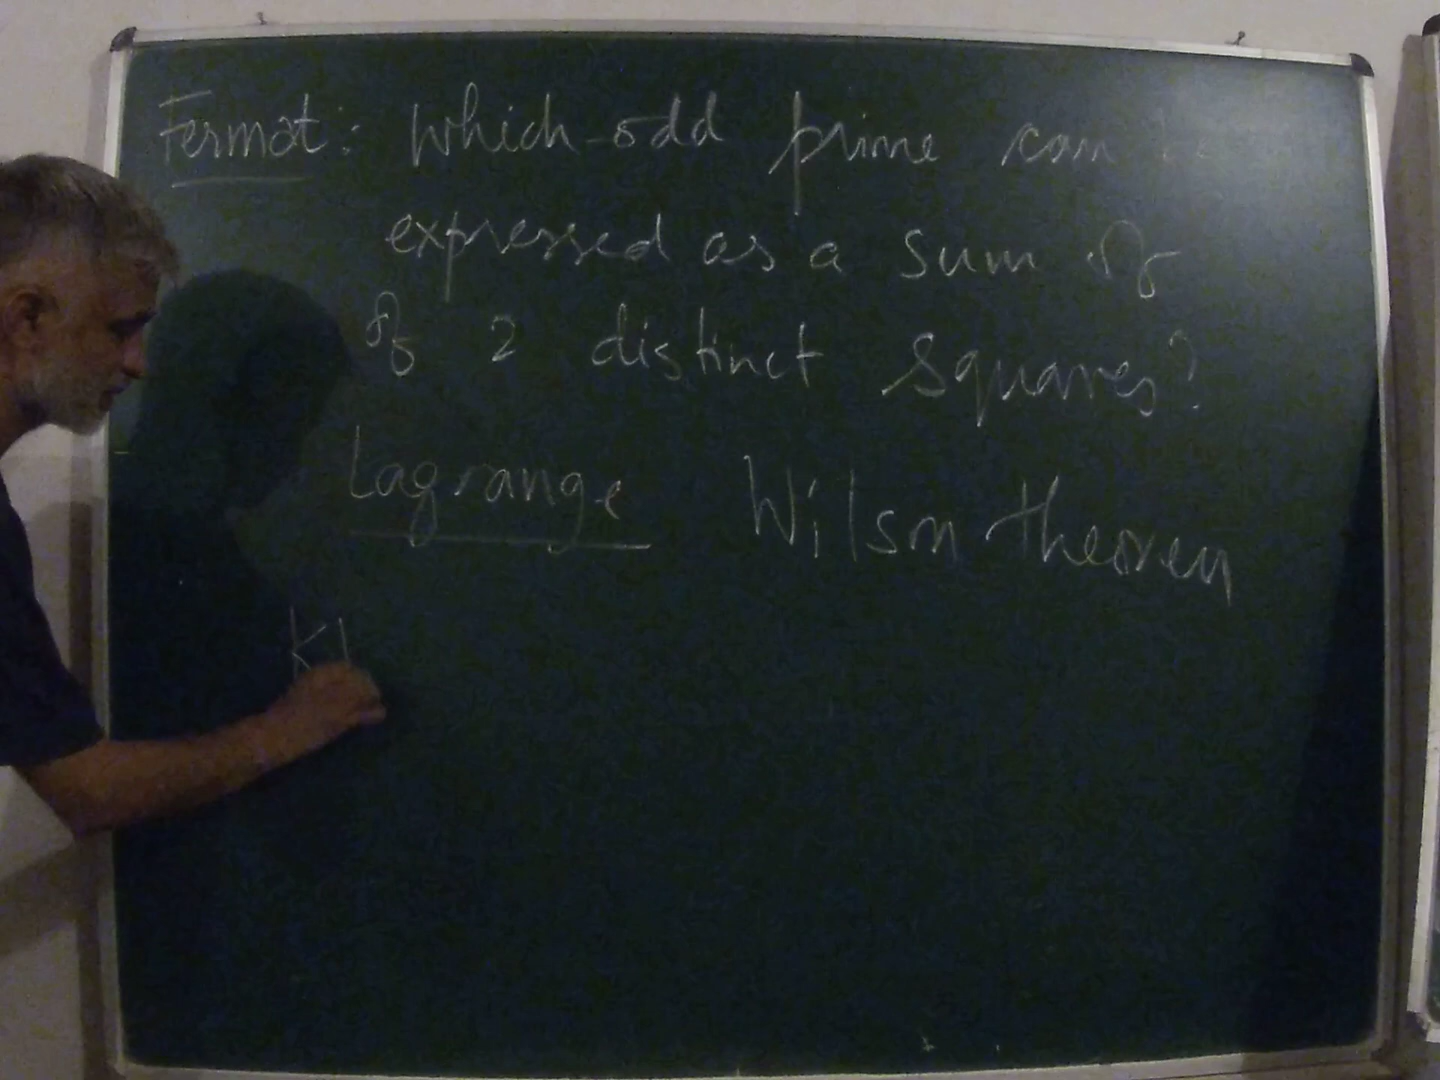 Fermat: Which odd prime can
expressed as a sum of
of 2 distinct squares?
Lagrange Wilson theorem